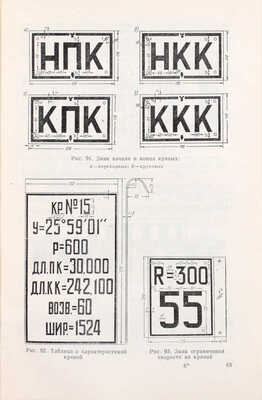 НПК НКК
КПК ККК
Рис. 91. Знак начала и конца кривых:
КР.№15
У=25°59'01"
Р=600
ДЛ.ПК=30.000
ДЛ.КК=242,100
ВОЗВ.=60
ШИР.=1524
R=300
55
Рис. 92. Таблица с характеристикой
кривой
Рис. 93. Знак ограничения
скорости на кривой